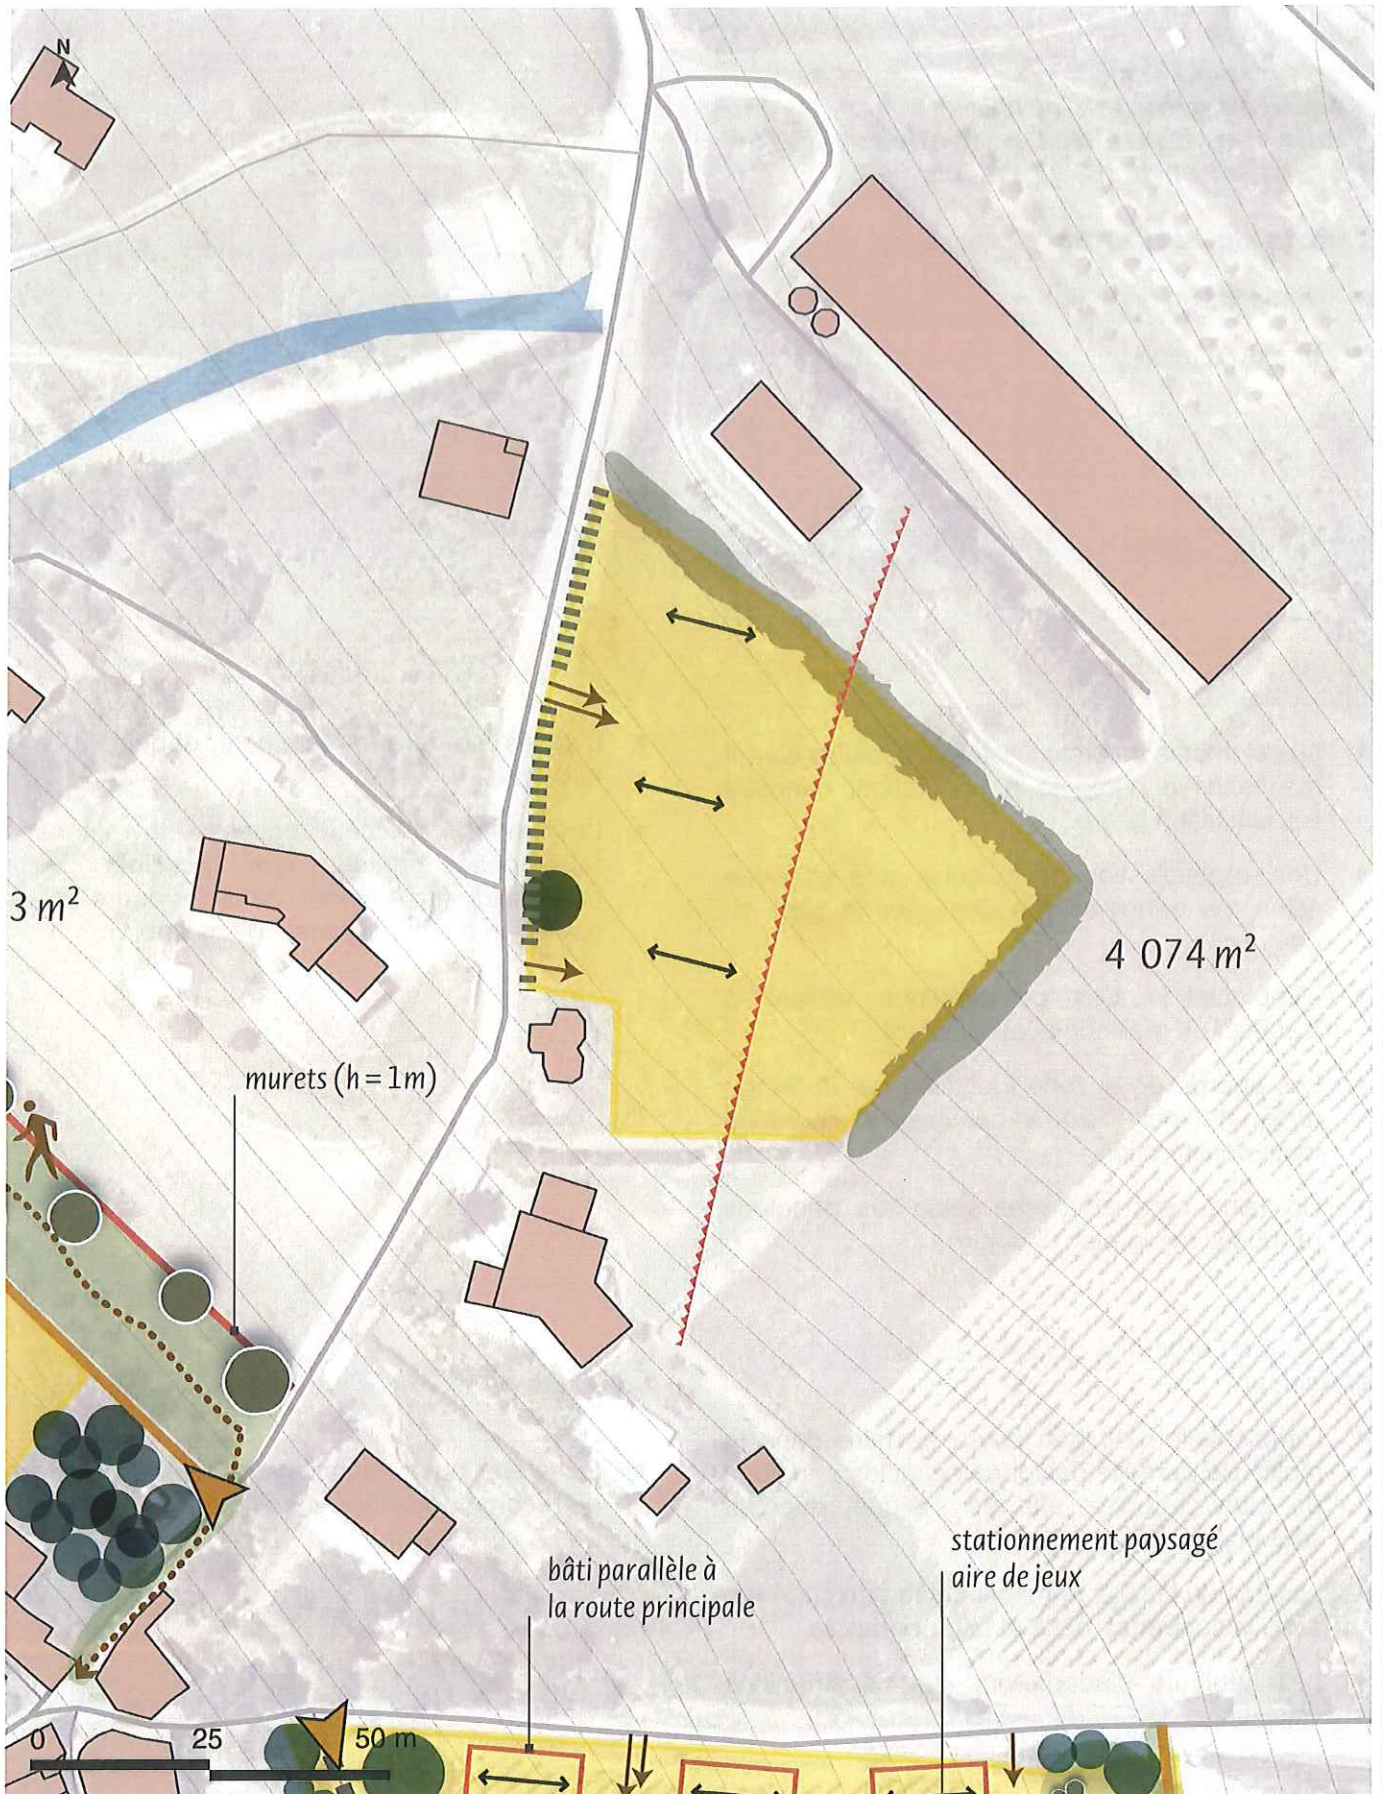 N
3 m²
4 074 m²
murets (h = 1m)
bâti parallèle à
la route principale
stationnement paysagé
aire de jeux
0 25 50 m